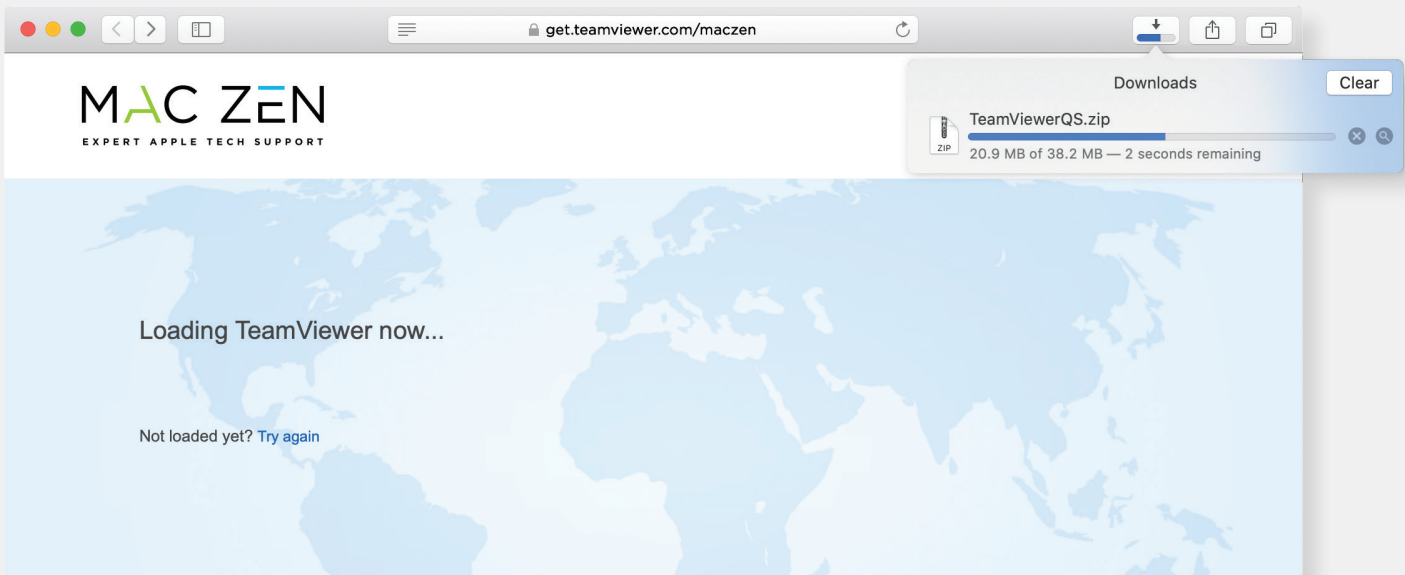 get.teamviewer.com/maczen
MAC ZEN
EXPERT APPLE TECH SUPPORT
Downloads
Clear
TeamViewerQS.zip
ZIP
20.9 MB of 38.2 MB — 2 seconds remaining
Loading TeamViewer now...
Not loaded yet? Try again